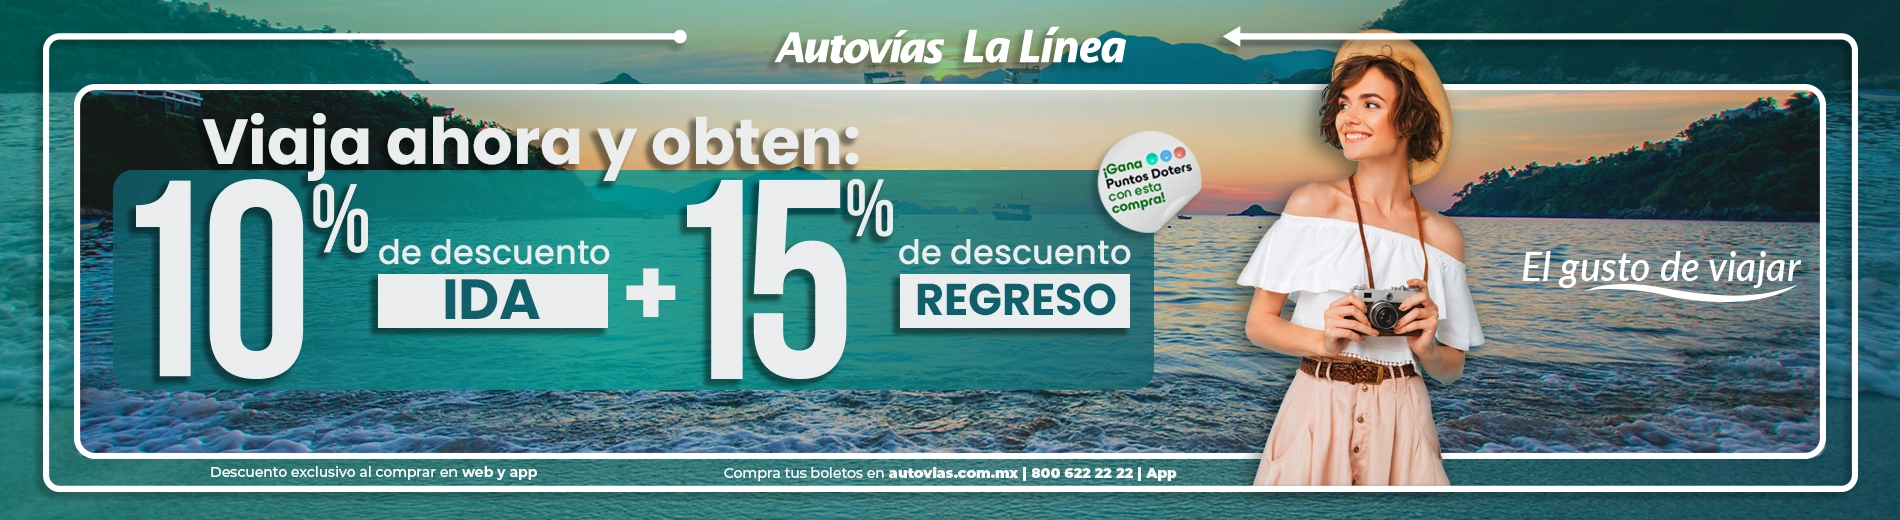 Autovías La Línea
Viaja ahora y obten:
10% de descuento
IDA
+
15% de descuento
REGRESO
¡Gana
Puntos Doters
con esta
compra!
El gusto de viajar
Descuento exclusivo al comprar en web y app
Compra tus boletos en autovias.com.mx | 800 622 22 22 | App